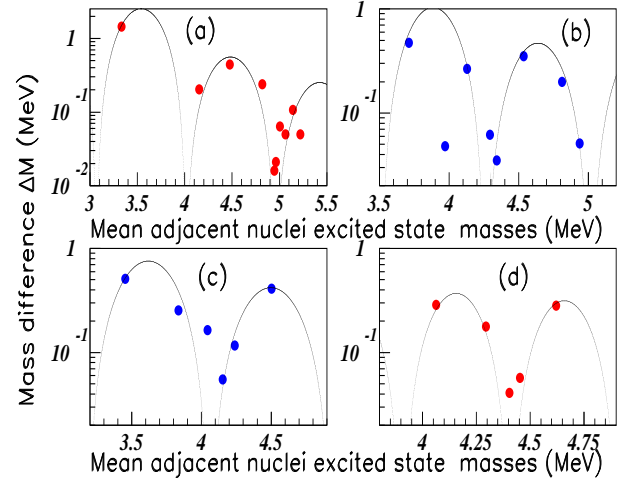 Mass difference ΔM (MeV)
(a)
1
10⁻¹
10⁻²
3 3.5 4 4.5 5 5.5
(b)
1
10⁻¹
3.5 4 4.5 5
Mean adjacent nuclei excited state masses (MeV)
(c)
1
10⁻¹
3.5 4 4.5
(d)
1
10⁻¹
4 4.25 4.5 4.75
Mean adjacent nuclei excited state masses (MeV)